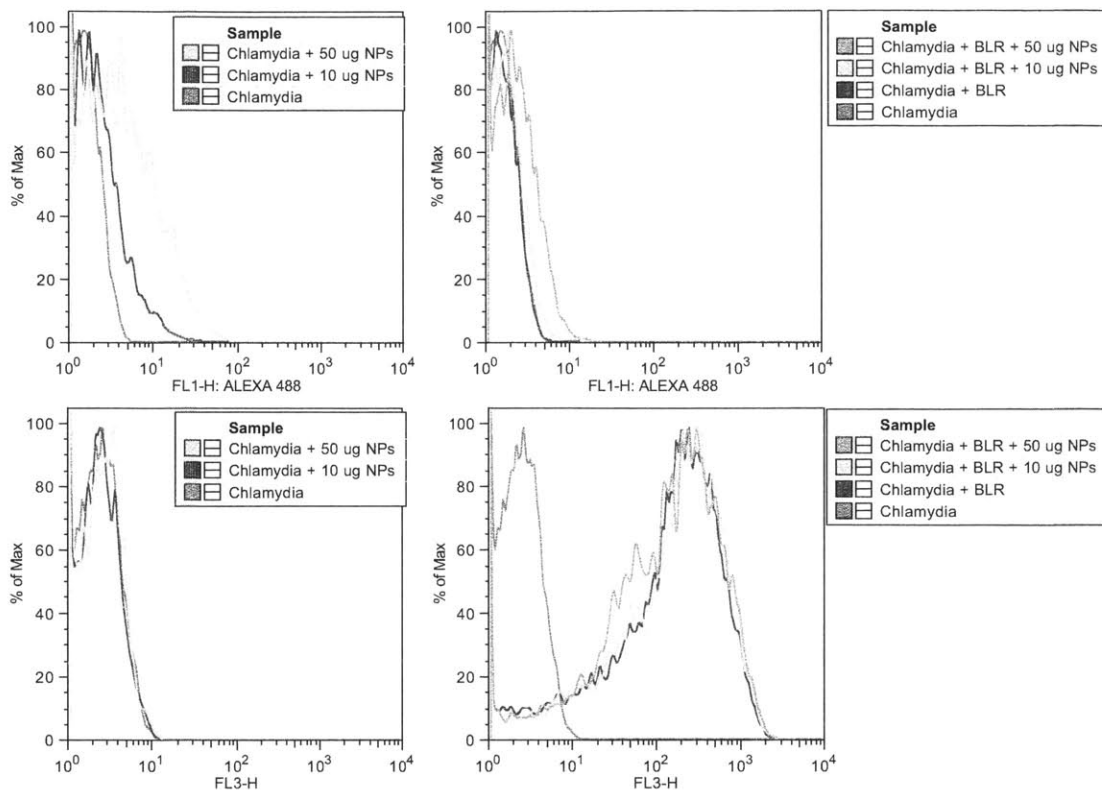 Sample
Chlamydia + 50 ug NPs
Chlamydia + 10 ug NPs
Chlamydia
% of Max
100
80
60
40
20
0
10^0 10^1 10^2 10^3 10^4
FL1-H: ALEXA 488
Sample
Chlamydia + BLR + 50 ug NPs
Chlamydia + BLR + 10 ug NPs
Chlamydia + BLR
Chlamydia
% of Max
100
80
60
40
20
0
10^0 10^1 10^2 10^3 10^4
FL1-H: ALEXA 488
Sample
Chlamydia + 50 ug NPs
Chlamydia + 10 ug NPs
Chlamydia
% of Max
100
80
60
40
20
0
10^0 10^1 10^2 10^3 10^4
FL3-H
Sample
Chlamydia + BLR + 50 ug NPs
Chlamydia + BLR + 10 ug NPs
Chlamydia + BLR
Chlamydia
% of Max
100
80
60
40
20
0
10^0 10^1 10^2 10^3 10^4
FL3-H